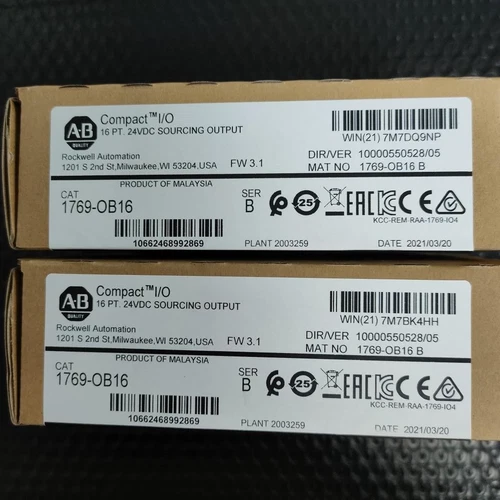 A-B
QUALITY
Compact™ I/O
16 PT. 24VDC SOURCING OUTPUT
WIN(21) 7M7DQ9NP
Rockwell Automation
1201 S 2nd St,Milwaukee,WI 53204,USA FW 3.1
DIR/VER 10000550528/05
MAT NO 1769-OB16 B
PRODUCT OF MALAYSIA
CAT
1769-OB16
SER
B
25
EAC
KCC-REM-RAA-1769-IO4
10662468992869
PLANT 2003259
DATE 2021/03/20
A-B
QUALITY
Compact™ I/O
16 PT. 24VDC SOURCING OUTPUT
WIN(21) 7M7BK4HH
Rockwell Automation
1201 S 2nd St,Milwaukee,WI 53204,USA FW 3.1
DIR/VER 10000550528/05
MAT NO 1769-OB16 B
PRODUCT OF MALAYSIA
CAT
1769-OB16
SER
B
25
EAC
KCC-REM-RAA-1769-IO4
10662468992869
PLANT 2003259
DATE 2021/03/20